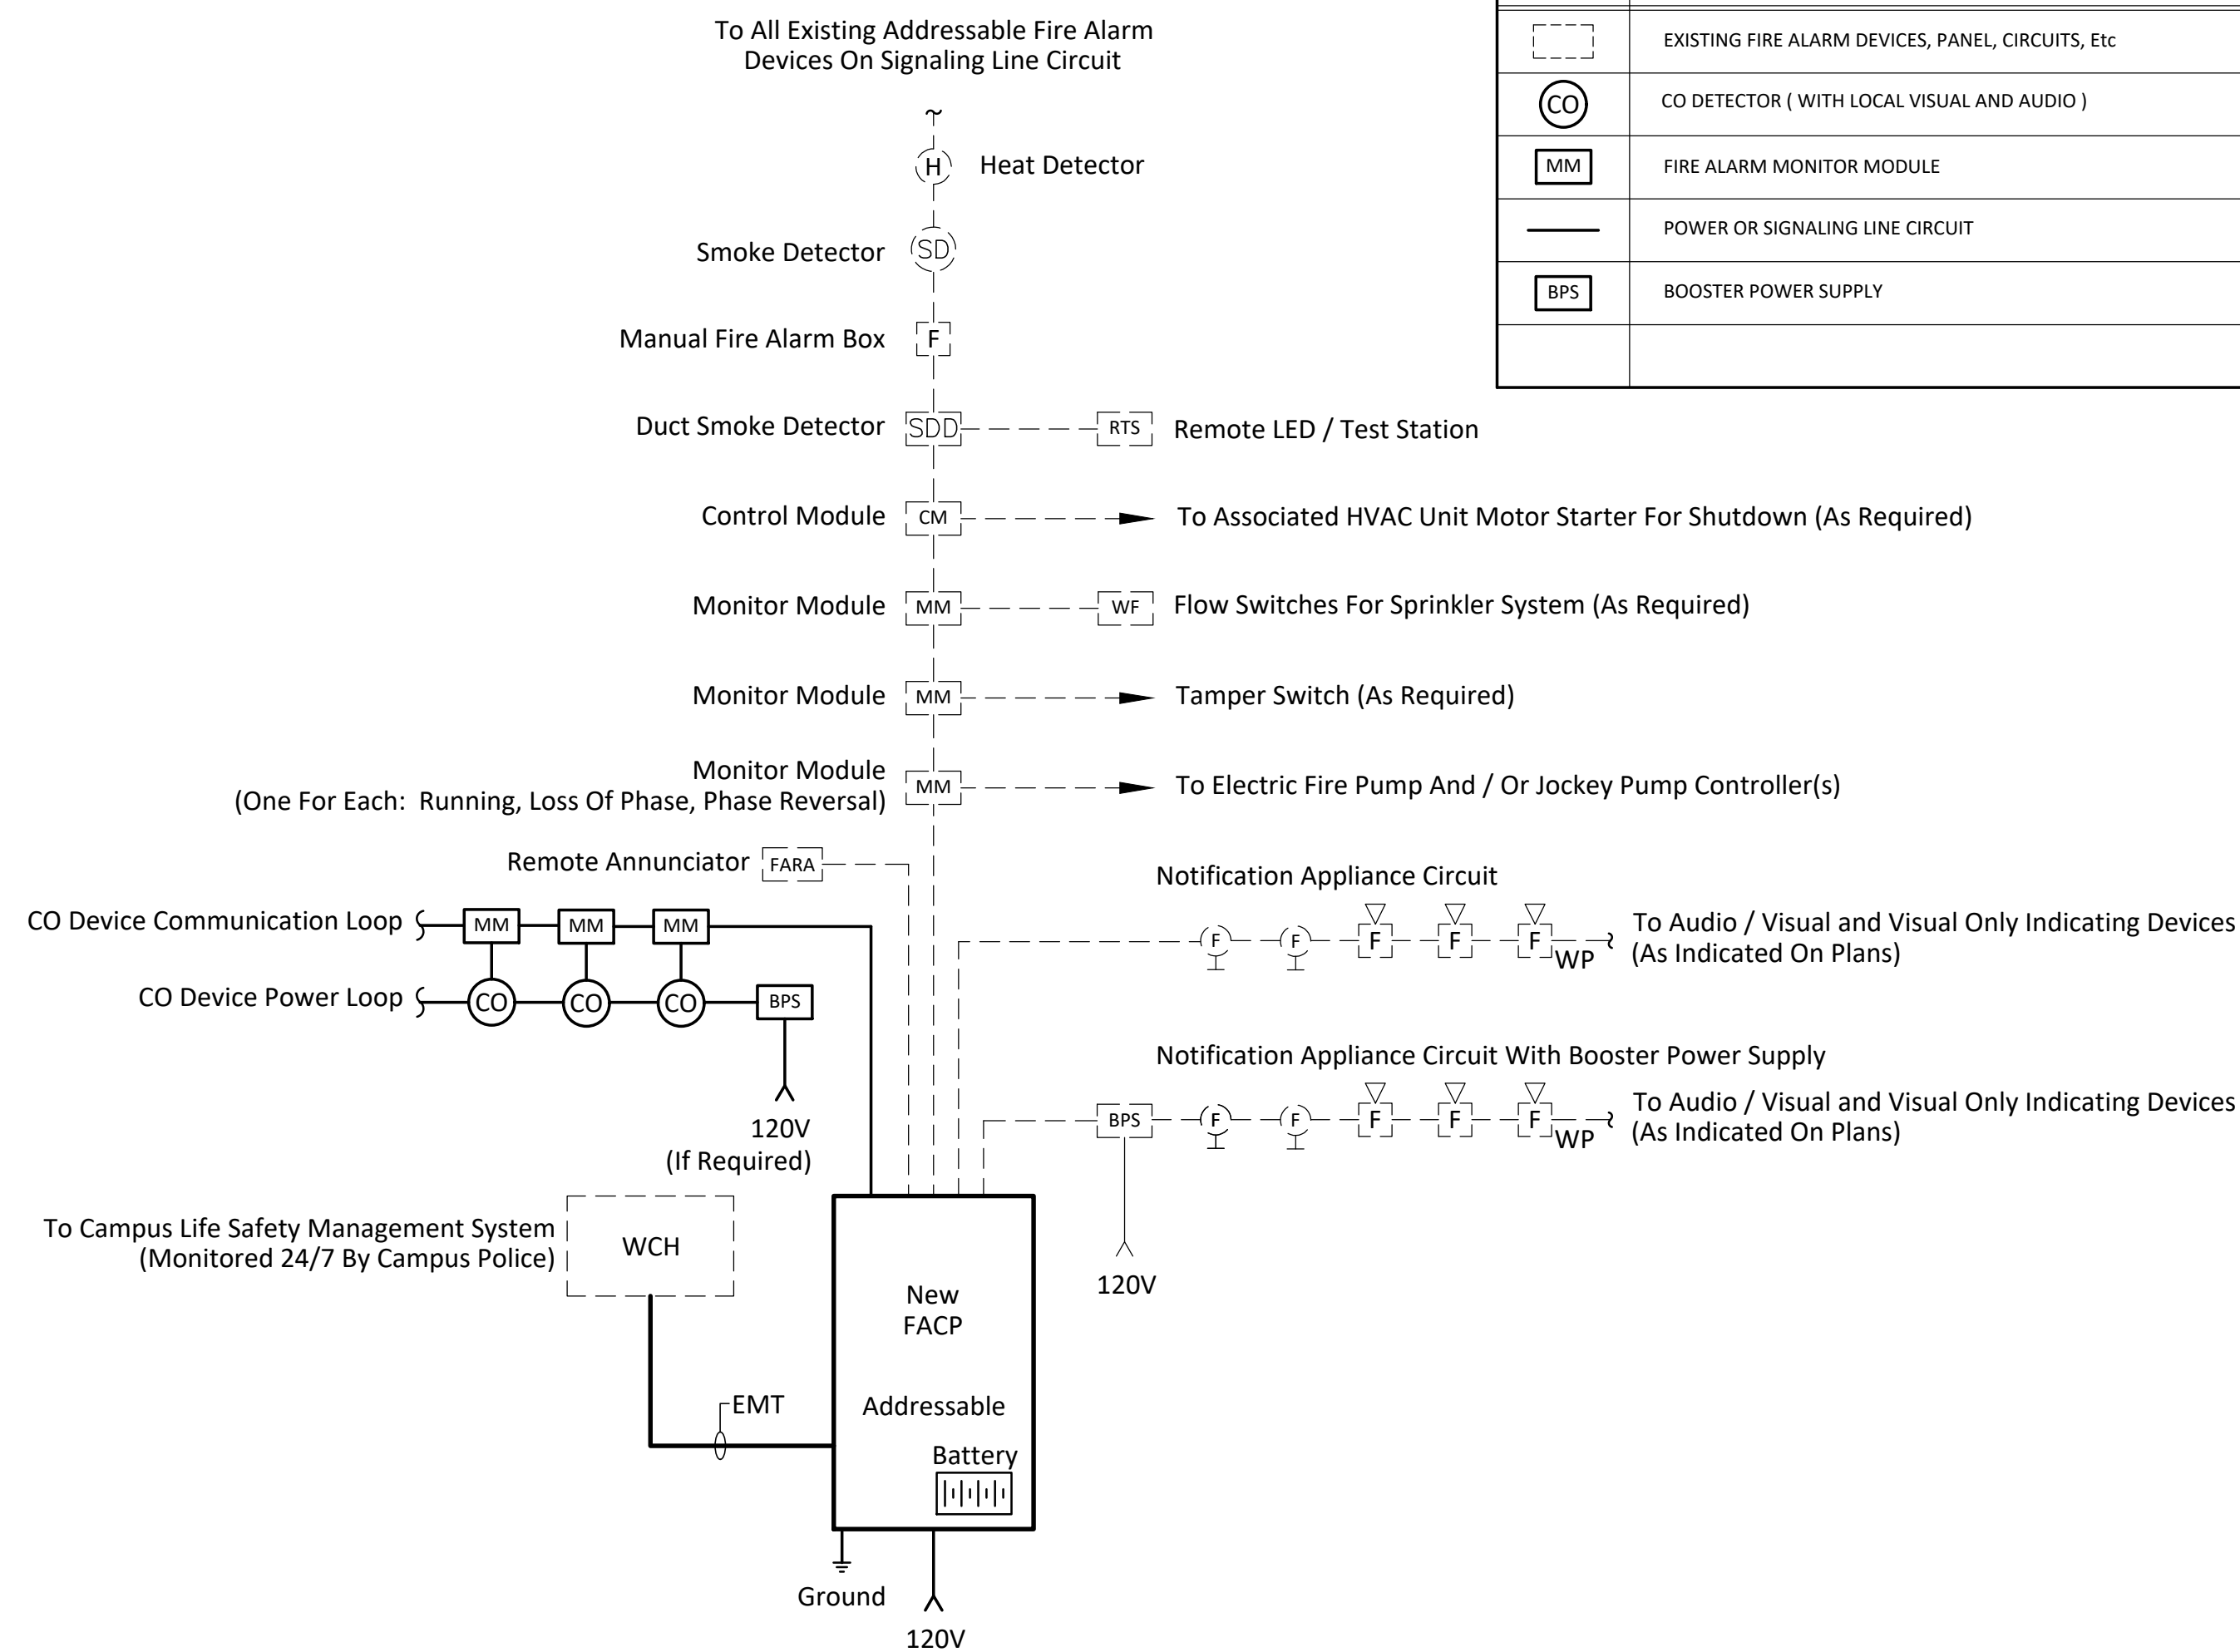 To All Existing Addressable Fire Alarm
Devices On Signaling Line Circuit
H Heat Detector
Smoke Detector SD
Manual Fire Alarm Box F
Duct Smoke Detector SDD RTS Remote LED / Test Station
Control Module CM To Associated HVAC Unit Motor Starter For Shutdown (As Required)
Monitor Module MM WF Flow Switches For Sprinkler System (As Required)
Monitor Module MM Tamper Switch (As Required)
Monitor Module
(One For Each: Running, Loss Of Phase, Phase Reversal)
MM To Electric Fire Pump And / Or Jockey Pump Controller(s)
Remote Annunciator FARA
CO Device Communication Loop MM MM MM
CO Device Power Loop CO CO CO BPS
120V
(If Required)
Notification Appliance Circuit
F F F F F WP
To Audio / Visual and Visual Only Indicating Devices
(As Indicated On Plans)
Notification Appliance Circuit With Booster Power Supply
BPS F F F F F WP
To Audio / Visual and Visual Only Indicating Devices
(As Indicated On Plans)
120V
To Campus Life Safety Management System
(Monitored 24/7 By Campus Police)
WCH
EMT
New
FACP
Addressable
Battery
Ground
120V
EXISTING FIRE ALARM DEVICES, PANEL, CIRCUITS, Etc
CO CO DETECTOR ( WITH LOCAL VISUAL AND AUDIO )
MM FIRE ALARM MONITOR MODULE
POWER OR SIGNALING LINE CIRCUIT
BPS BOOSTER POWER SUPPLY